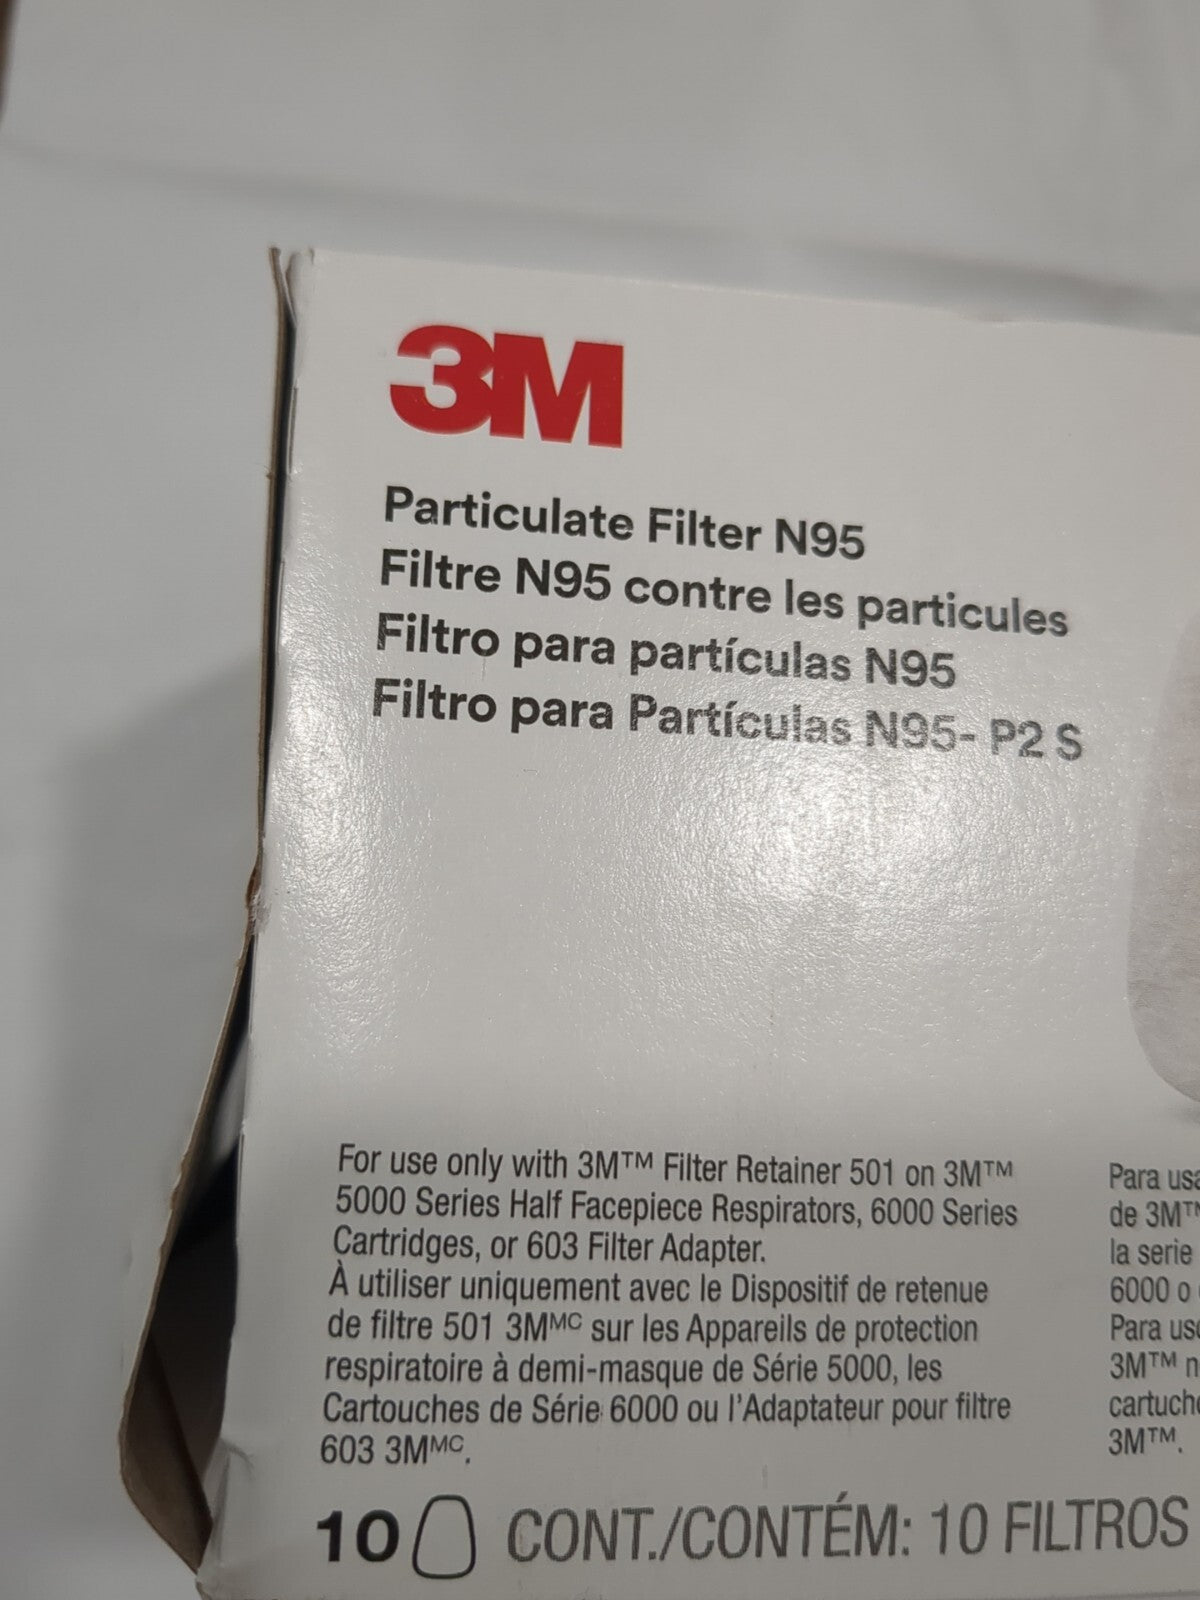 3M
Particulate Filter N95
Filtre N95 contre les particules
Filtro para partículas N95
Filtro para Partículas N95- P2 S
For use only with 3M™ Filter Retainer 501 on 3M™
5000 Series Half Facepiece Respirators, 6000 Series
Cartridges, or 603 Filter Adapter.
À utiliser uniquement avec le Dispositif de retenue
de filtre 501 3Mᴹᶜ sur les Appareils de protection
respiratoire à demi-masque de Série 5000, les
Cartouches de Série 6000 ou l'Adaptateur pour filtre
603 3Mᴹᶜ.
Para
de 3M™
la serie
6000 o
Para
3M™
3M™.
10 CONT./CONTÉM: 10 FILTROS